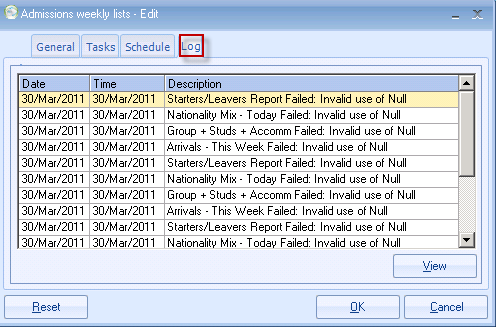 Admissions weekly lists - Edit
General Tasks Schedule Log
Date Time Description
30/Mar/2011 30/Mar/2011 Starters/Leavers Report Failed: Invalid use of Null
30/Mar/2011 30/Mar/2011 Nationality Mix - Today Failed: Invalid use of Null
30/Mar/2011 30/Mar/2011 Group + Studs + Accomm Failed: Invalid use of Null
30/Mar/2011 30/Mar/2011 Arrivals - This Week Failed: Invalid use of Null
30/Mar/2011 30/Mar/2011 Starters/Leavers Report Failed: Invalid use of Null
30/Mar/2011 30/Mar/2011 Nationality Mix - Today Failed: Invalid use of Null
30/Mar/2011 30/Mar/2011 Group + Studs + Accomm Failed: Invalid use of Null
30/Mar/2011 30/Mar/2011 Arrivals - This Week Failed: Invalid use of Null
30/Mar/2011 30/Mar/2011 Starters/Leavers Report Failed: Invalid use of Null
30/Mar/2011 30/Mar/2011 Nationality Mix - Today Failed: Invalid use of Null
View
Reset OK Cancel